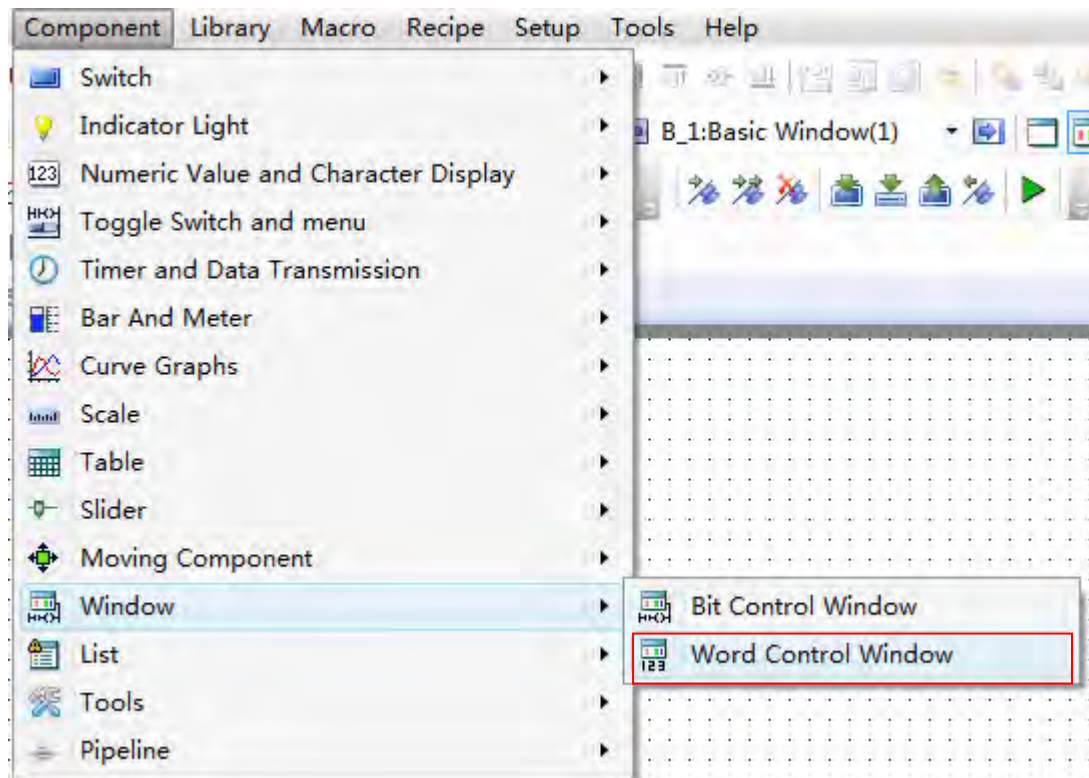 Component Library Macro Recipe Setup Tools Help
Switch
Indicator Light
B_1:Basic Window(1)
123 Numeric Value and Character Display
Toggle Switch and menu
Timer and Data Transmission
Bar And Meter
Curve Graphs
Scale
Table
Slider
Moving Component
Window
Bit Control Window
List
123 Word Control Window
Tools
Pipeline